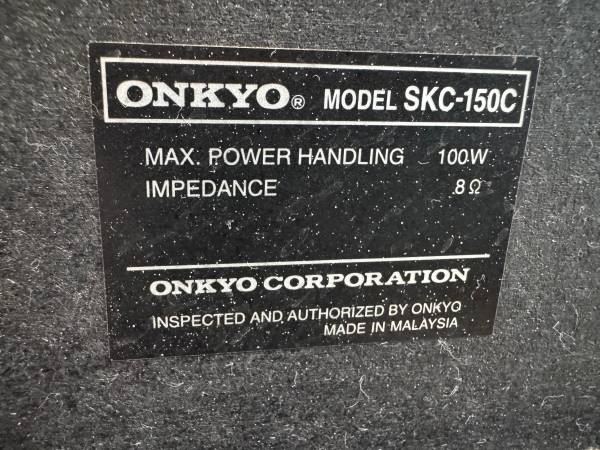 ONKYO® MODEL SKC-150C
MAX. POWER HANDLING 100W
IMPEDANCE 8Ω
ONKYO CORPORATION
INSPECTED AND AUTHORIZED BY ONKYO
MADE IN MALAYSIA